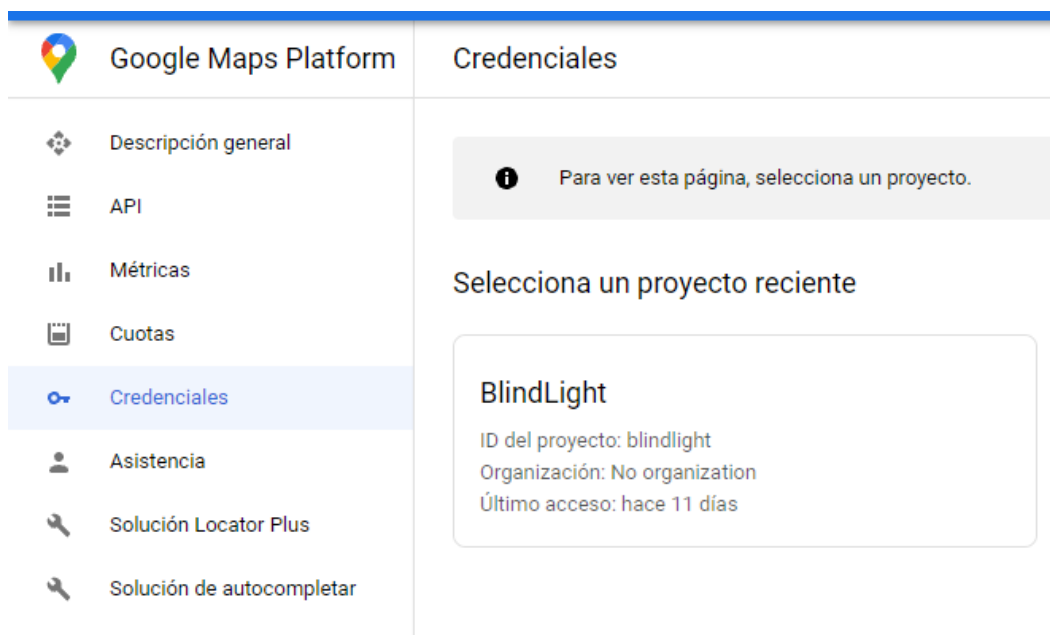 Google Maps Platform
Credenciales
Descripción general
API
Métricas
Cuotas
Credenciales
Asistencia
Solución Locator Plus
Solución de autocompletar
Para ver esta página, selecciona un proyecto.
Selecciona un proyecto reciente
BlindLight
ID del proyecto: blindlight
Organización: No organization
Último acceso: hace 11 días